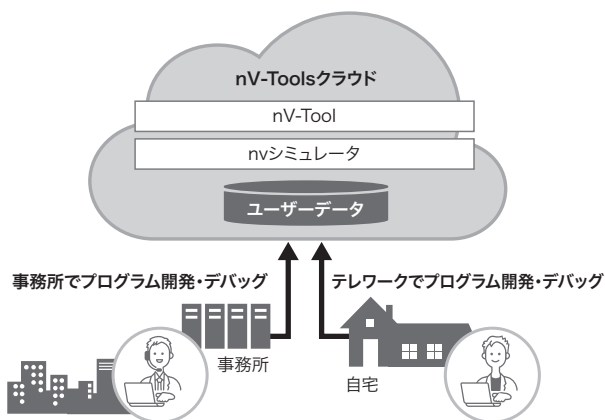 nV-Toolsクラウド
nV-Tool
nvシミュレータ
ユーザーデータ
事務所でプログラム開発・デバッグ
テレワークでプログラム開発・デバッグ
事務所
自宅